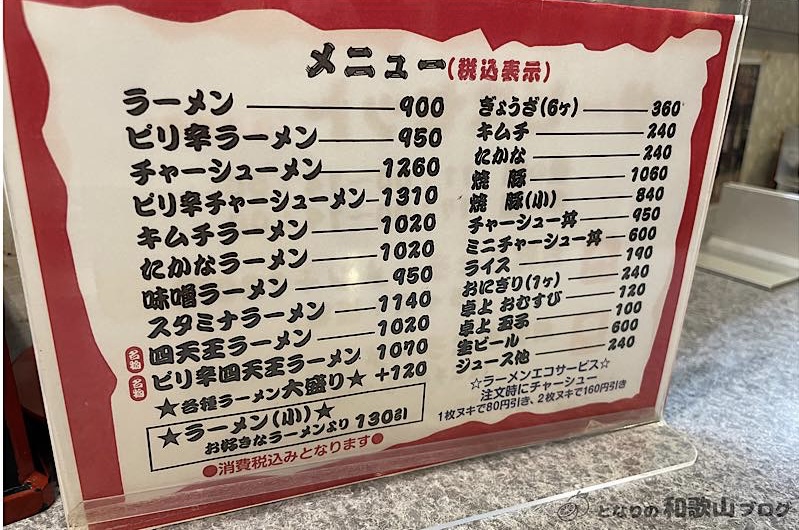 メニュー(税込表示)
ラーメン 900
ピリ辛ラーメン 950
チャーシューメン 1260
ピリ辛チャーシューメン 1310
キムチラーメン 1020
たかなラーメン 1020
味噌ラーメン 950
スタミナラーメン 1140
名物 四天王ラーメン 1020
名物 ピリ辛四天王ラーメン 1070
★各種ラーメン大盛り★ +120
★ラーメン(小)★
お好きなラーメンより 130引
●消費税込みとなります●
ぎょうざ(6ヶ) 360
キムチ 240
たかな 240
焼 豚 1060
焼 豚(小) 840
チャーシュー丼 950
ミニチャーシュー丼 600
ライス 190
おにぎり(1ヶ) 240
卓上 おむすび 120
卓上 玉子 100
生ビール 600
ジュース他 240
☆ラーメンエコサービス☆
注文時にチャーシュー
1枚ヌキで80円引き、2枚ヌキで160円引き
となりの和歌山ブログ